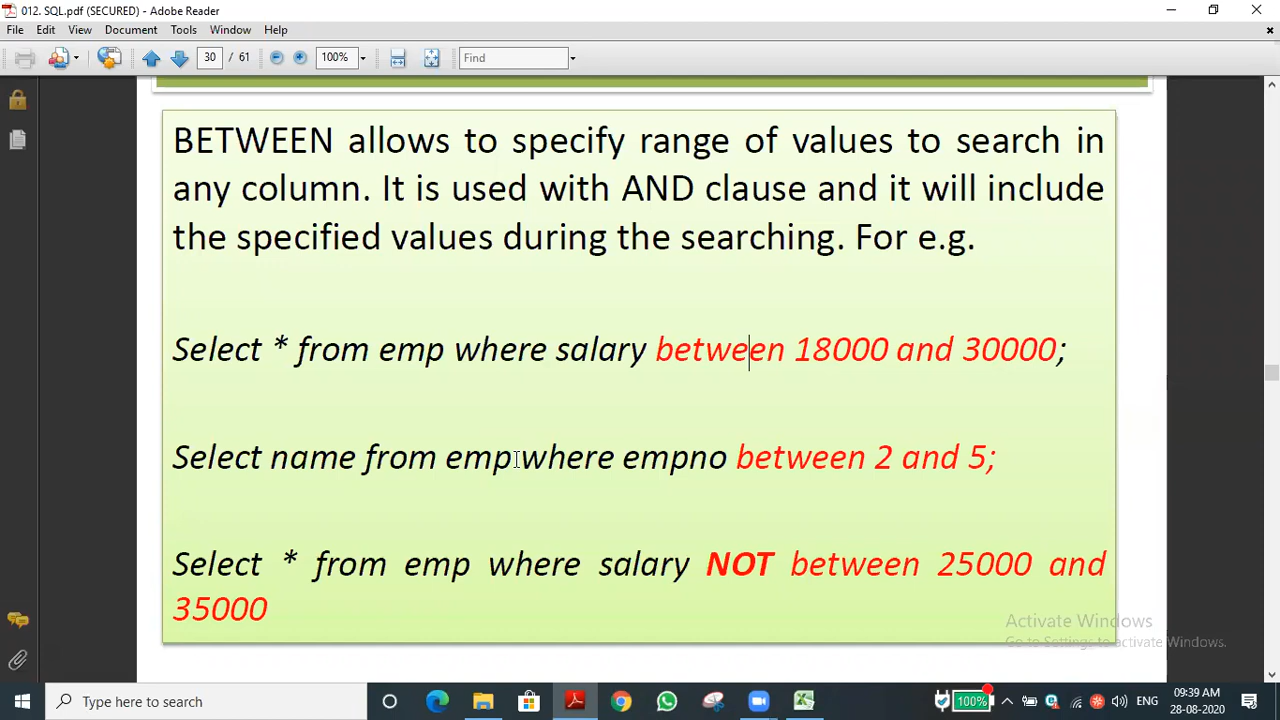 012. SQL.pdf (SECURED) - Adobe Reader
File Edit View Document Tools Window Help
30 / 61 100% Find
BETWEEN allows to specify range of values to search in
any column. It is used with AND clause and it will include
the specified values during the searching. For e.g.
Select * from emp where salary between 18000 and 30000;
Select name from emp where empno between 2 and 5;
Select * from emp where salary NOT between 25000 and
35000
Activate Windows
Go to Settings to activate Windows.
Type here to search
100%
ENG
09:39 AM
28-08-2020